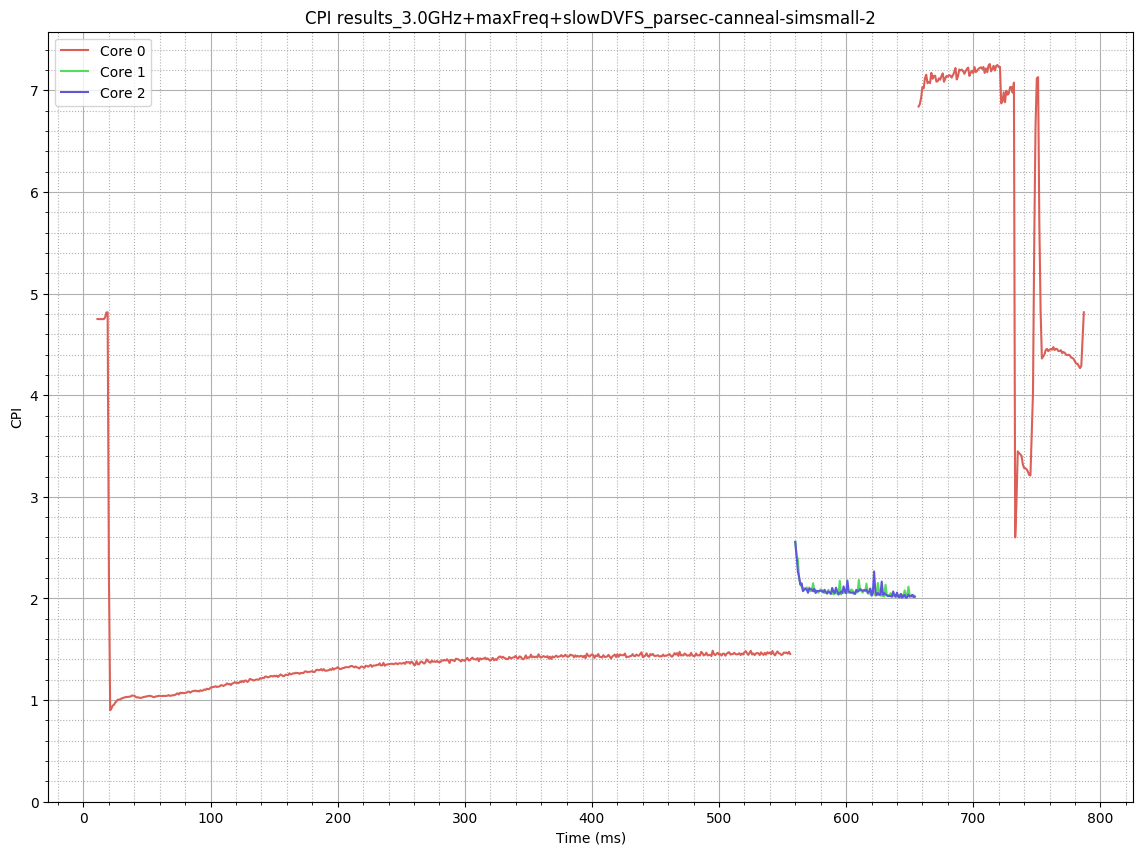 CPI results_3.0GHz+maxFreq+slowDVFS_parsec-canneal-simsmall-2
Core 0
Core 1
Core 2
CPI
7
6
5
4
3
2
1
0
0 100 200 300 400 500 600 700 800
Time (ms)